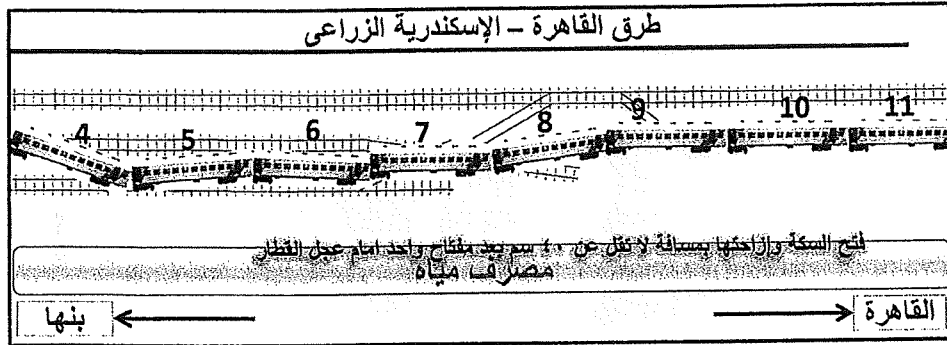 طرق القاهرة – الإسكندرية الزراعى
4 5 6 7 8 9 10 11
فتح السكة وإزاحتها بمسافة لا تقل عن ٤٠ سم بعد مفتاح واحد امام عجل القطار
مصرف مياه
بنها
القاهرة